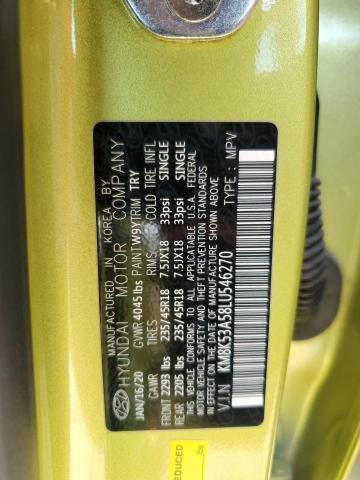 MANUFACTURED IN KOREA BY
HYUNDAI MOTOR COMPANY
JAN/16/20 GVWR 4045 lbs PAINT W9Y TRIM TRY
GAWR TIRES RIMS COLD TIRE INFL
FRONT 2293 lbs 235/45R18 7.5JX18 33psi SINGLE
REAR 2205 lbs 235/45R18 7.5JX18 33psi SINGLE
THIS VEHICLE CONFORMS TO ALL APPLICABLE U.S.A. FEDERAL
MOTOR VEHICLE SAFETY AND THEFT PREVENTION STANDARDS
IN EFFECT ON THE DATE OF MANUFACTURE SHOWN ABOVE.
V.I.N KM8K53A58LU546270 TYPE : MPV
REDUCED